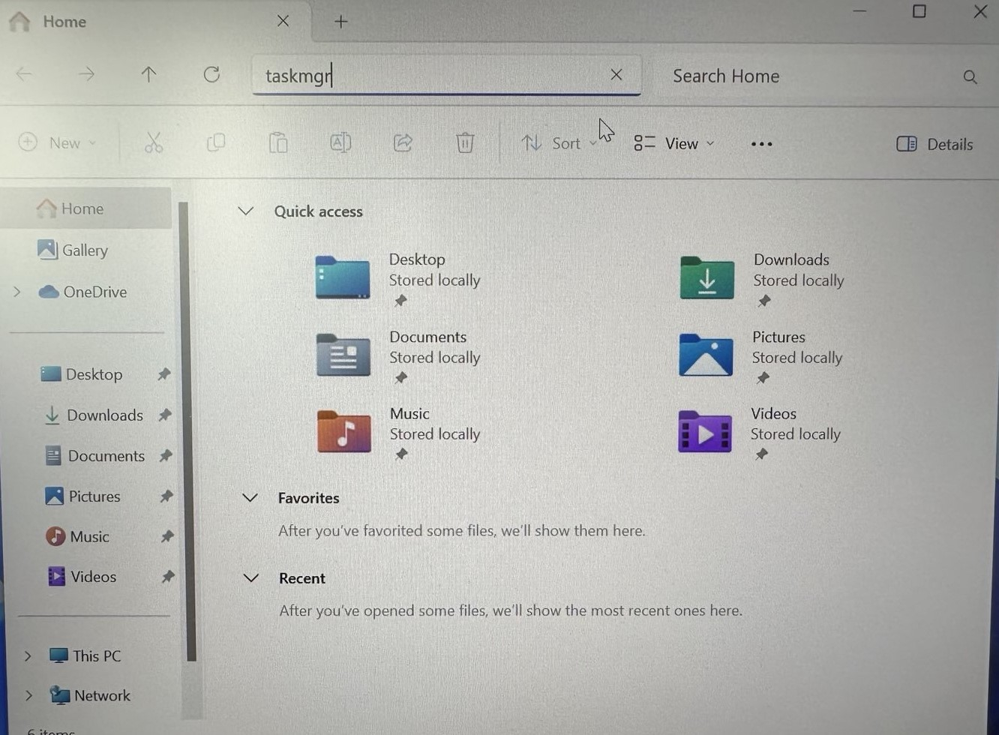 Home
taskmgr
Search Home
New
Sort
View
Details
Home
Gallery
OneDrive
Desktop
Downloads
Documents
Pictures
Music
Videos
This PC
Network
6 items
Quick access
Desktop
Stored locally
Downloads
Stored locally
Documents
Stored locally
Pictures
Stored locally
Music
Stored locally
Videos
Stored locally
Favorites
After you've favorited some files, we'll show them here.
Recent
After you've opened some files, we'll show the most recent ones here.